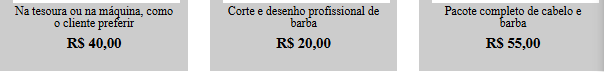 Na tesoura ou na máquina, como
o cliente preferir
R$ 40,00
Corte e desenho profissional de
barba
R$ 20,00
Pacote completo de cabelo e
barba
R$ 55,00